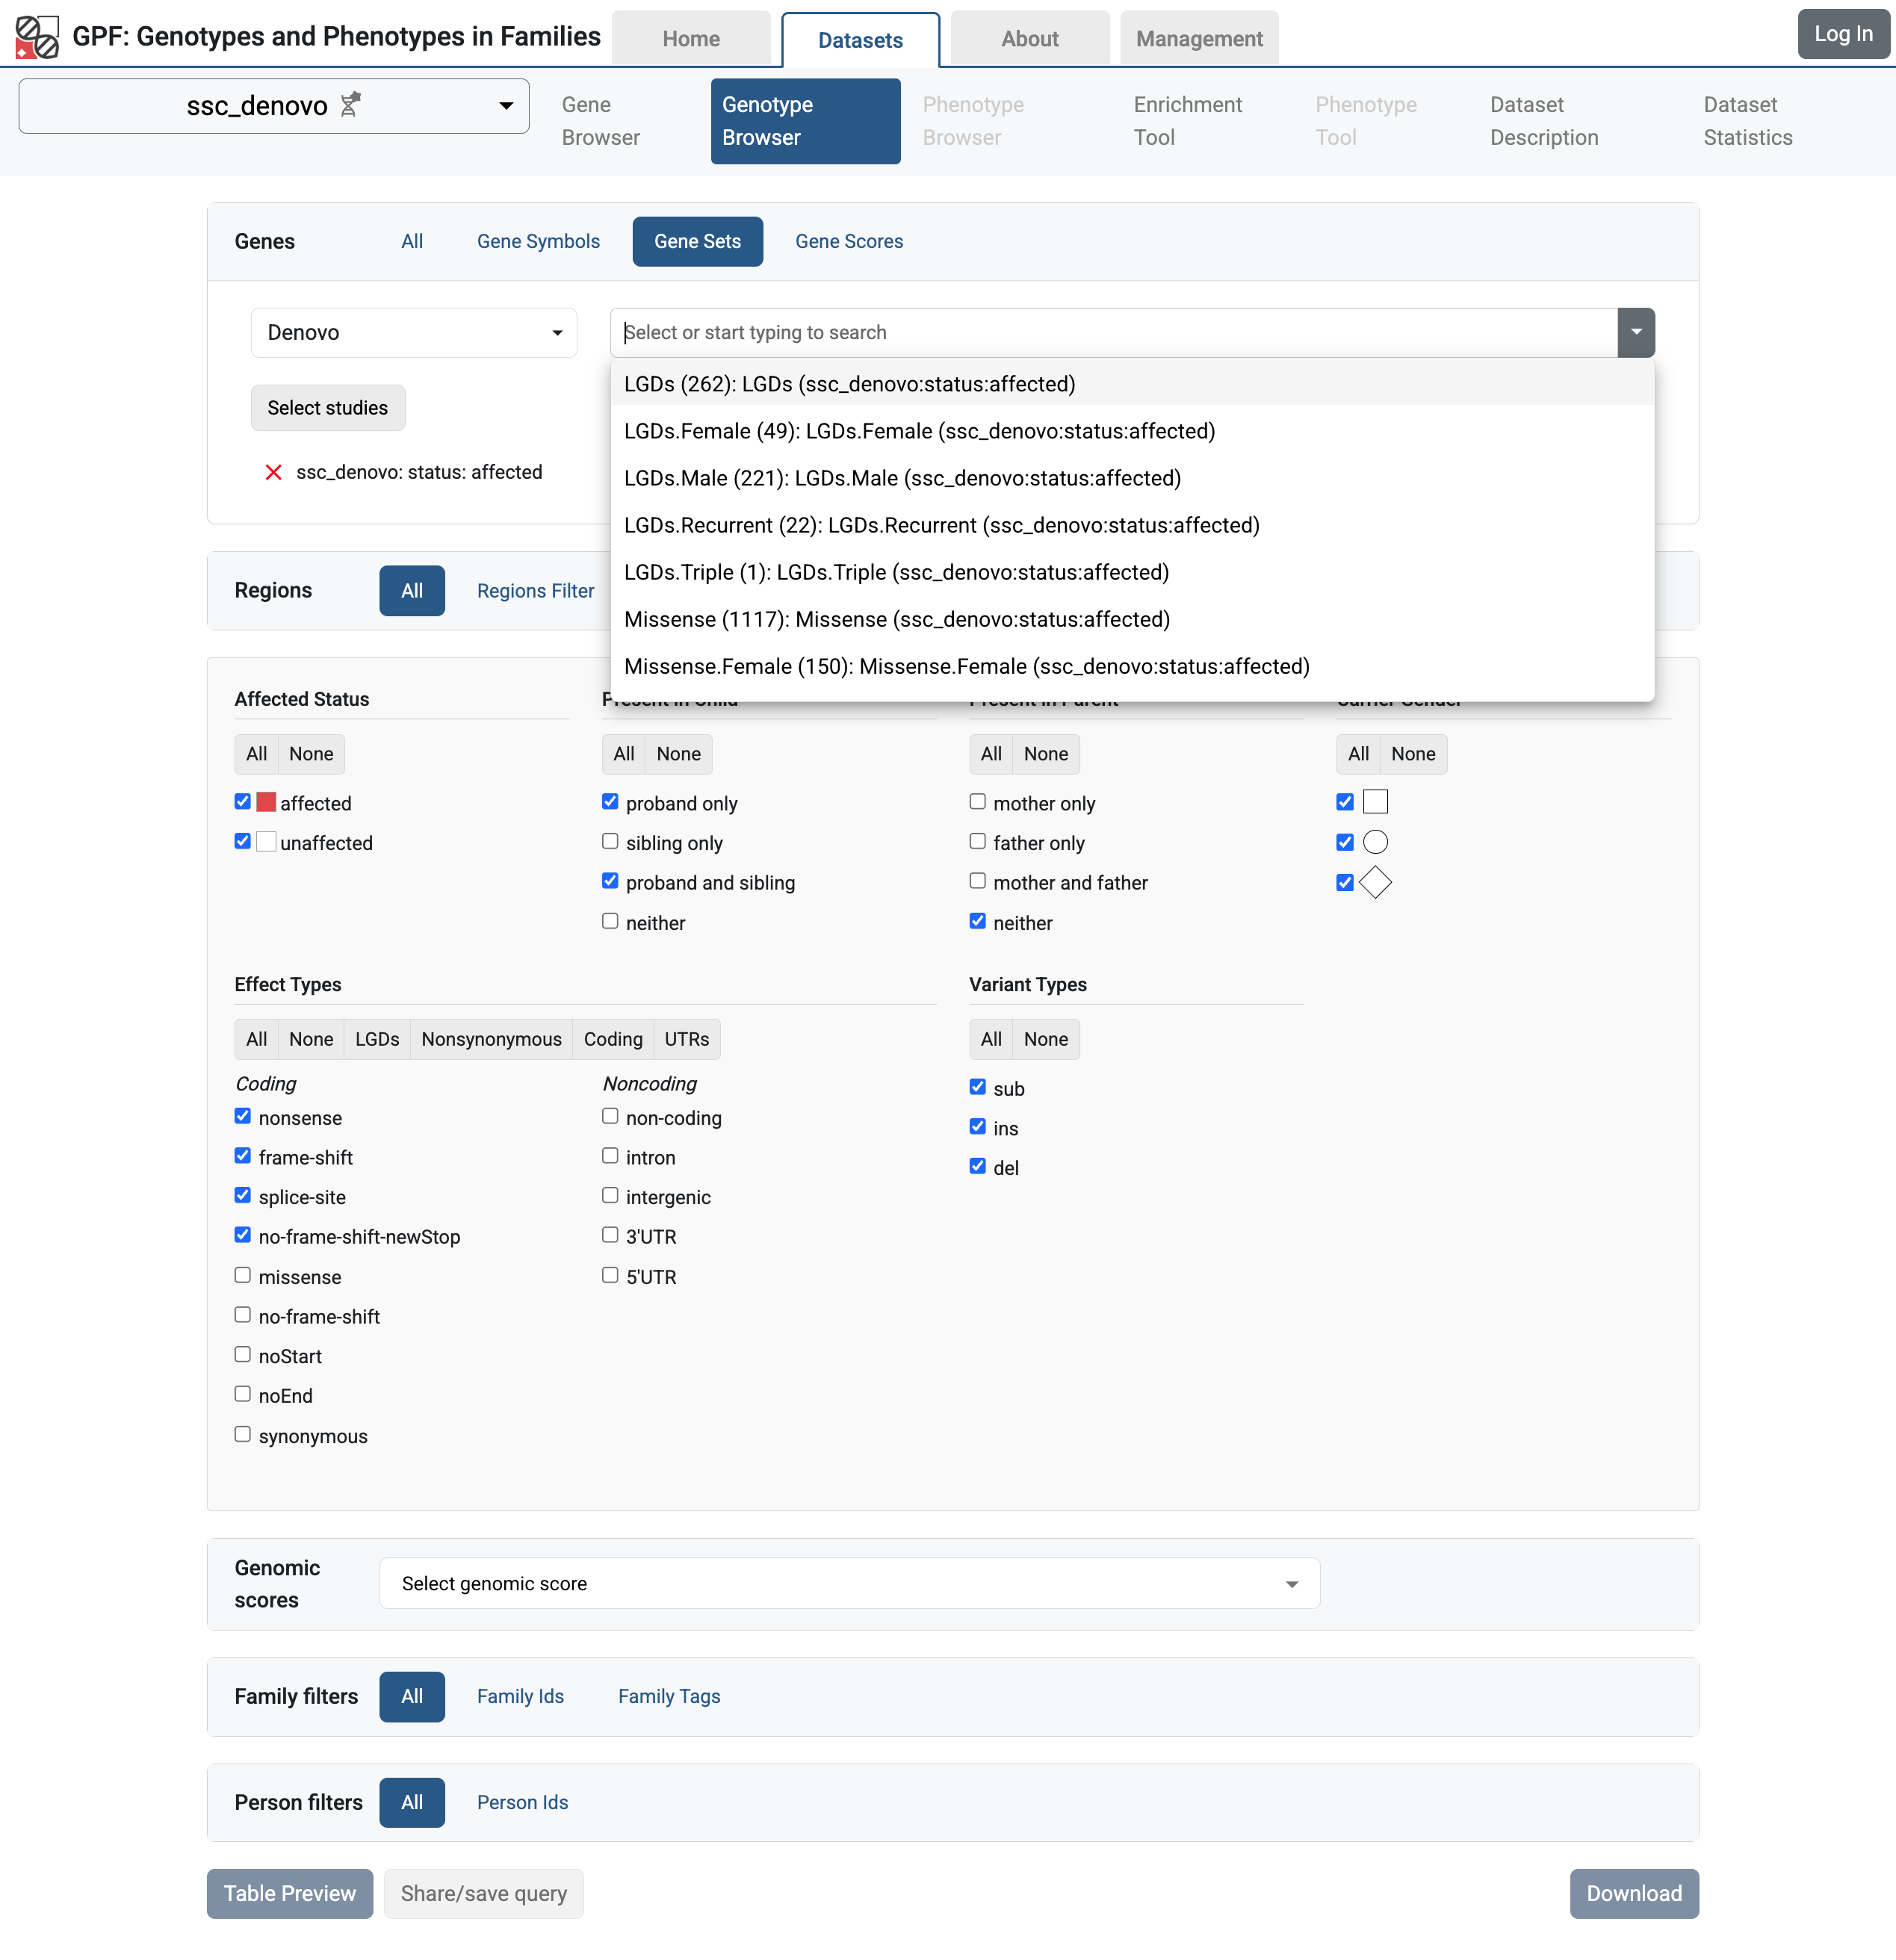 GPF: Genotypes and Phenotypes in Families
Home
Datasets
About
Management
Log In
ssc_denovo
Gene Browser
Genotype Browser
Phenotype Browser
Enrichment Tool
Phenotype Tool
Dataset Description
Dataset Statistics
Genes
All
Gene Symbols
Gene Sets
Gene Scores
Denovo
Select or start typing to search
Select studies
ssc_denovo: status: affected
LGDs (262): LGDs (ssc_denovo:status:affected)
LGDs.Female (49): LGDs.Female (ssc_denovo:status:affected)
LGDs.Male (221): LGDs.Male (ssc_denovo:status:affected)
LGDs.Recurrent (22): LGDs.Recurrent (ssc_denovo:status:affected)
LGDs.Triple (1): LGDs.Triple (ssc_denovo:status:affected)
Missense (1117): Missense (ssc_denovo:status:affected)
Missense.Female (150): Missense.Female (ssc_denovo:status:affected)
Regions
All
Regions Filter
Affected Status
All None
affected
unaffected
Present in Child
All None
proband only
sibling only
proband and sibling
neither
Present in Parent
All None
mother only
father only
mother and father
neither
Carrier Gender
All None
Effect Types
All None LGDs Nonsynonymous Coding UTRs
Coding
nonsense
frame-shift
splice-site
no-frame-shift-newStop
missense
no-frame-shift
noStart
noEnd
synonymous
Noncoding
non-coding
intron
intergenic
3'UTR
5'UTR
Variant Types
All None
sub
ins
del
Genomic scores
Select genomic score
Family filters
All
Family Ids
Family Tags
Person filters
All
Person Ids
Table Preview
Share/save query
Download